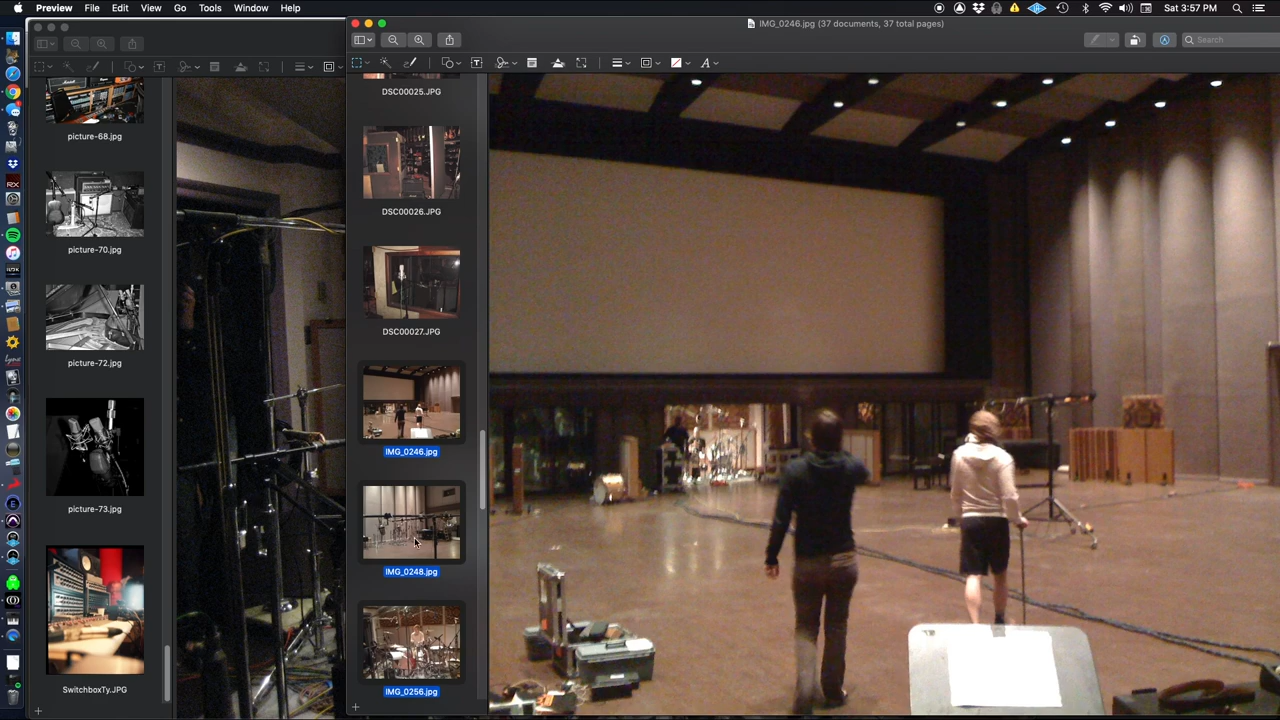 Preview File Edit View Go Tools Window Help
Sat 3:57 PM
IMG_0246.jpg (37 documents, 37 total pages)
Search
picture-68.jpg
picture-70.jpg
picture-72.jpg
picture-73.jpg
SwitchboxTy.JPG
DSC00025.JPG
DSC00026.JPG
DSC00027.JPG
IMG_0246.jpg
IMG_0248.jpg
IMG_0256.jpg